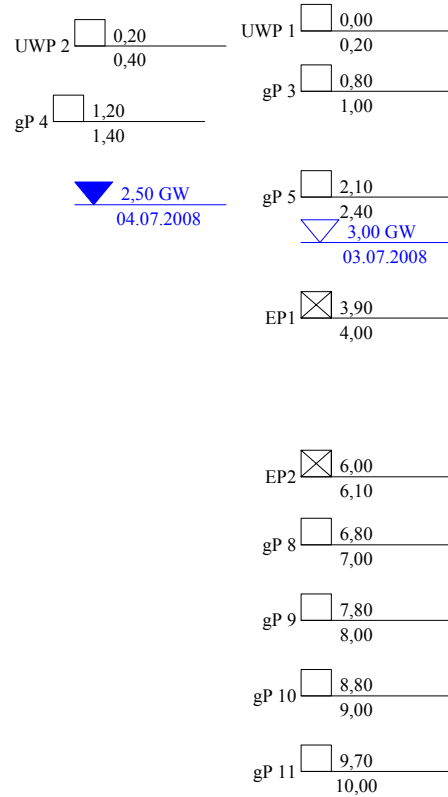 UWP 1 0,00
0,20
UWP 2 0,20
0,40
gP 3 0,80
1,00
gP 4 1,20
1,40
gP 5 2,10
2,40
2,50 GW
04.07.2008
3,00 GW
03.07.2008
EP1 3,90
4,00
EP2 6,00
6,10
gP 8 6,80
7,00
gP 9 7,80
8,00
gP 10 8,80
9,00
gP 11 9,70
10,00